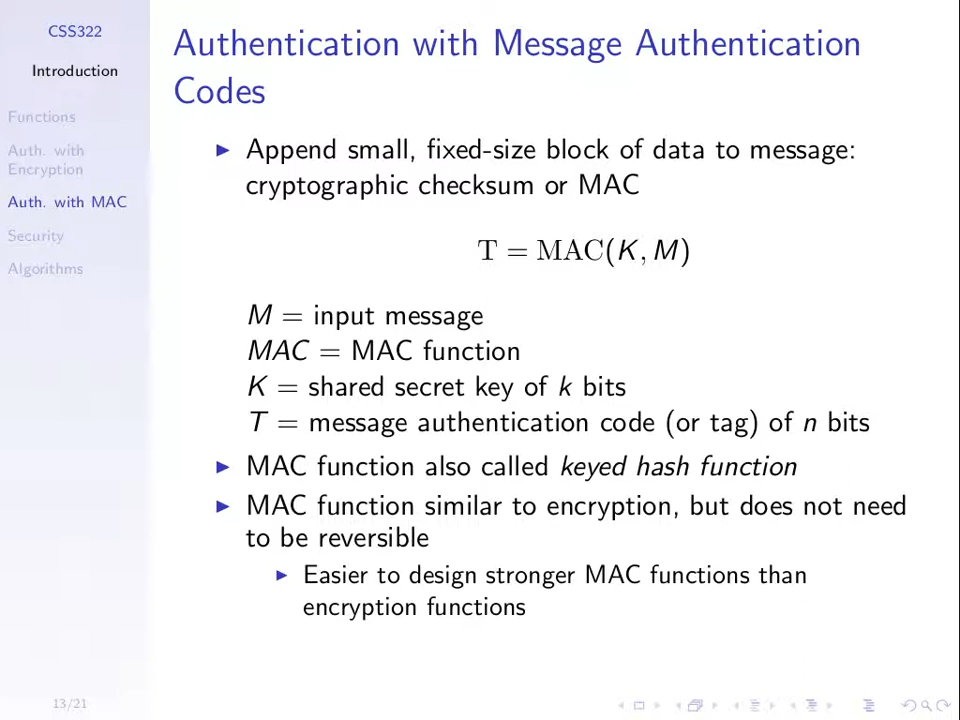 CSS322
Introduction
Functions
Auth. with
Encryption
Auth. with MAC
Security
Algorithms
Authentication with Message Authentication
Codes
Append small, fixed-size block of data to message:
cryptographic checksum or MAC
T = MAC(K, M)
M = input message
MAC = MAC function
K = shared secret key of k bits
T = message authentication code (or tag) of n bits
MAC function also called keyed hash function
MAC function similar to encryption, but does not need
to be reversible
Easier to design stronger MAC functions than
encryption functions
13/21